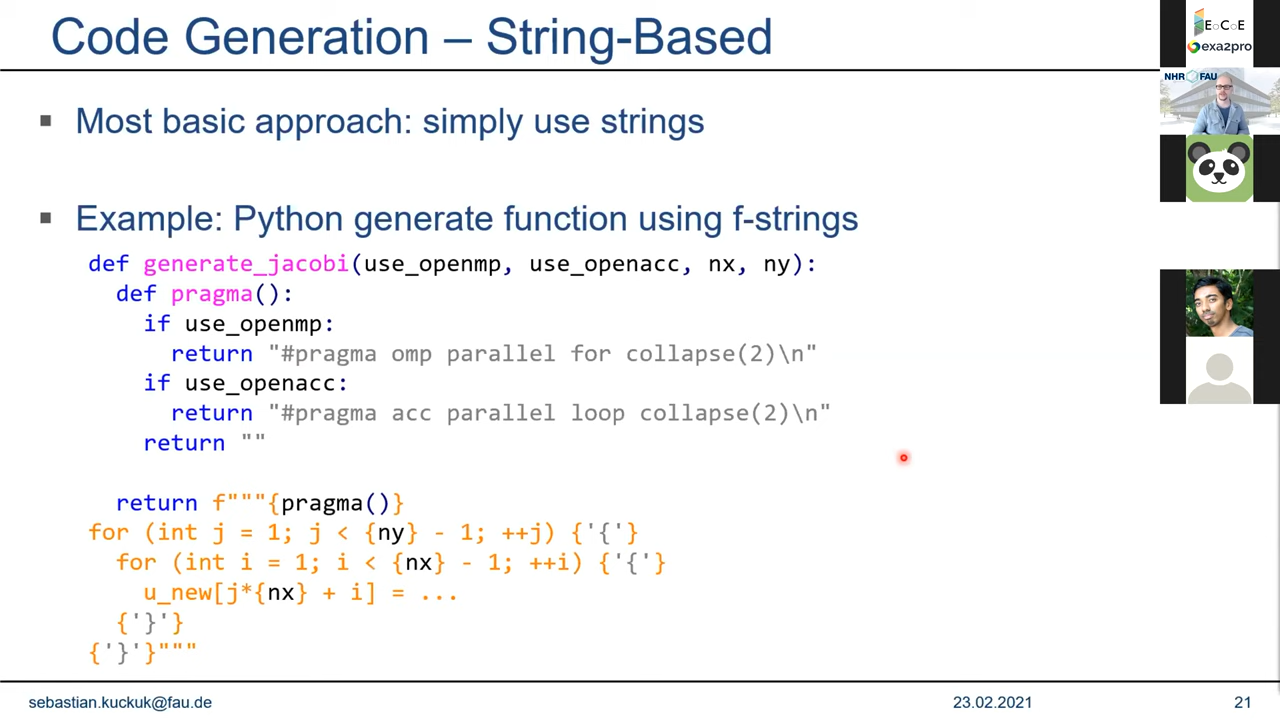 Code Generation – String-Based
▪ Most basic approach: simply use strings
▪ Example: Python generate function using f-strings
def generate_jacobi(use_openmp, use_openacc, nx, ny):
  def pragma():
    if use_openmp:
      return "#pragma omp parallel for collapse(2)\n"
    if use_openacc:
      return "#pragma acc parallel loop collapse(2)\n"
    return ""
  return f"""{pragma()}
for (int j = 1; j < {ny} - 1; ++j) {'{'}
  for (int i = 1; i < {nx} - 1; ++i) {'{'}
    u_new[j*{nx} + i] = ...
  {'}'}
{'}'}"""
sebastian.kuckuk@fau.de
23.02.2021
21
EoCoE
exa2pro
NHR FAU